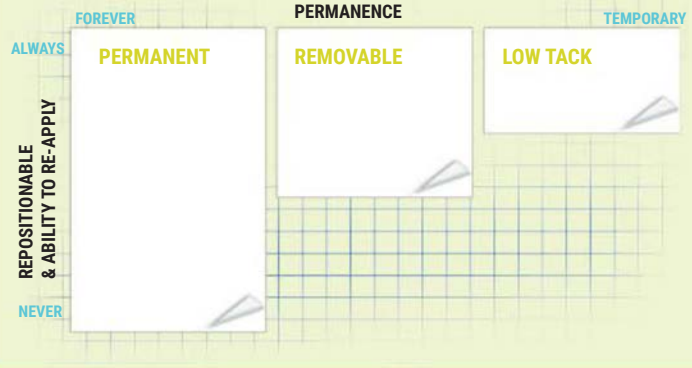 PERMANENCE
FOREVER
TEMPORARY
ALWAYS
PERMANENT
REMOVABLE
LOW TACK
REPOSITIONABLE
& ABILITY TO RE-APPLY
NEVER